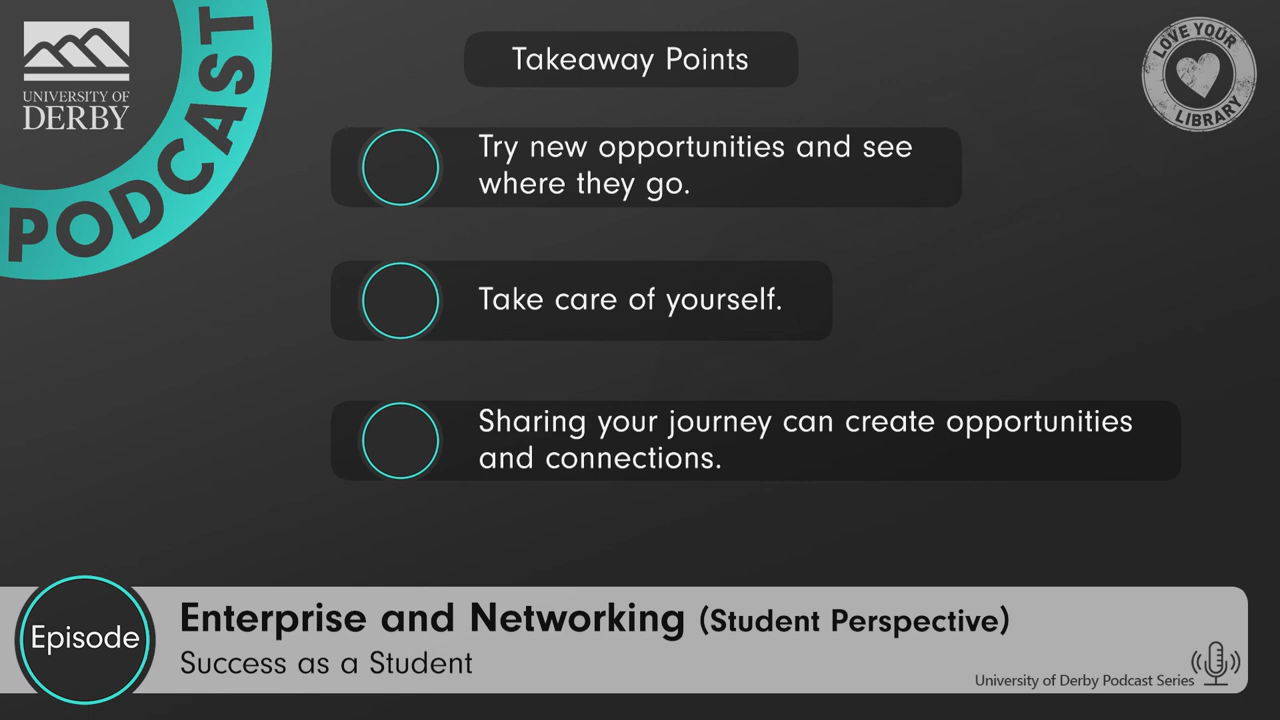 UNIVERSITY OF
DERBY
PODCAST
LOVE YOUR
LIBRARY
Takeaway Points
Try new opportunities and see
where they go.
Take care of yourself.
Sharing your journey can create opportunities
and connections.
Episode
Enterprise and Networking (Student Perspective)
Success as a Student
University of Derby Podcast Series